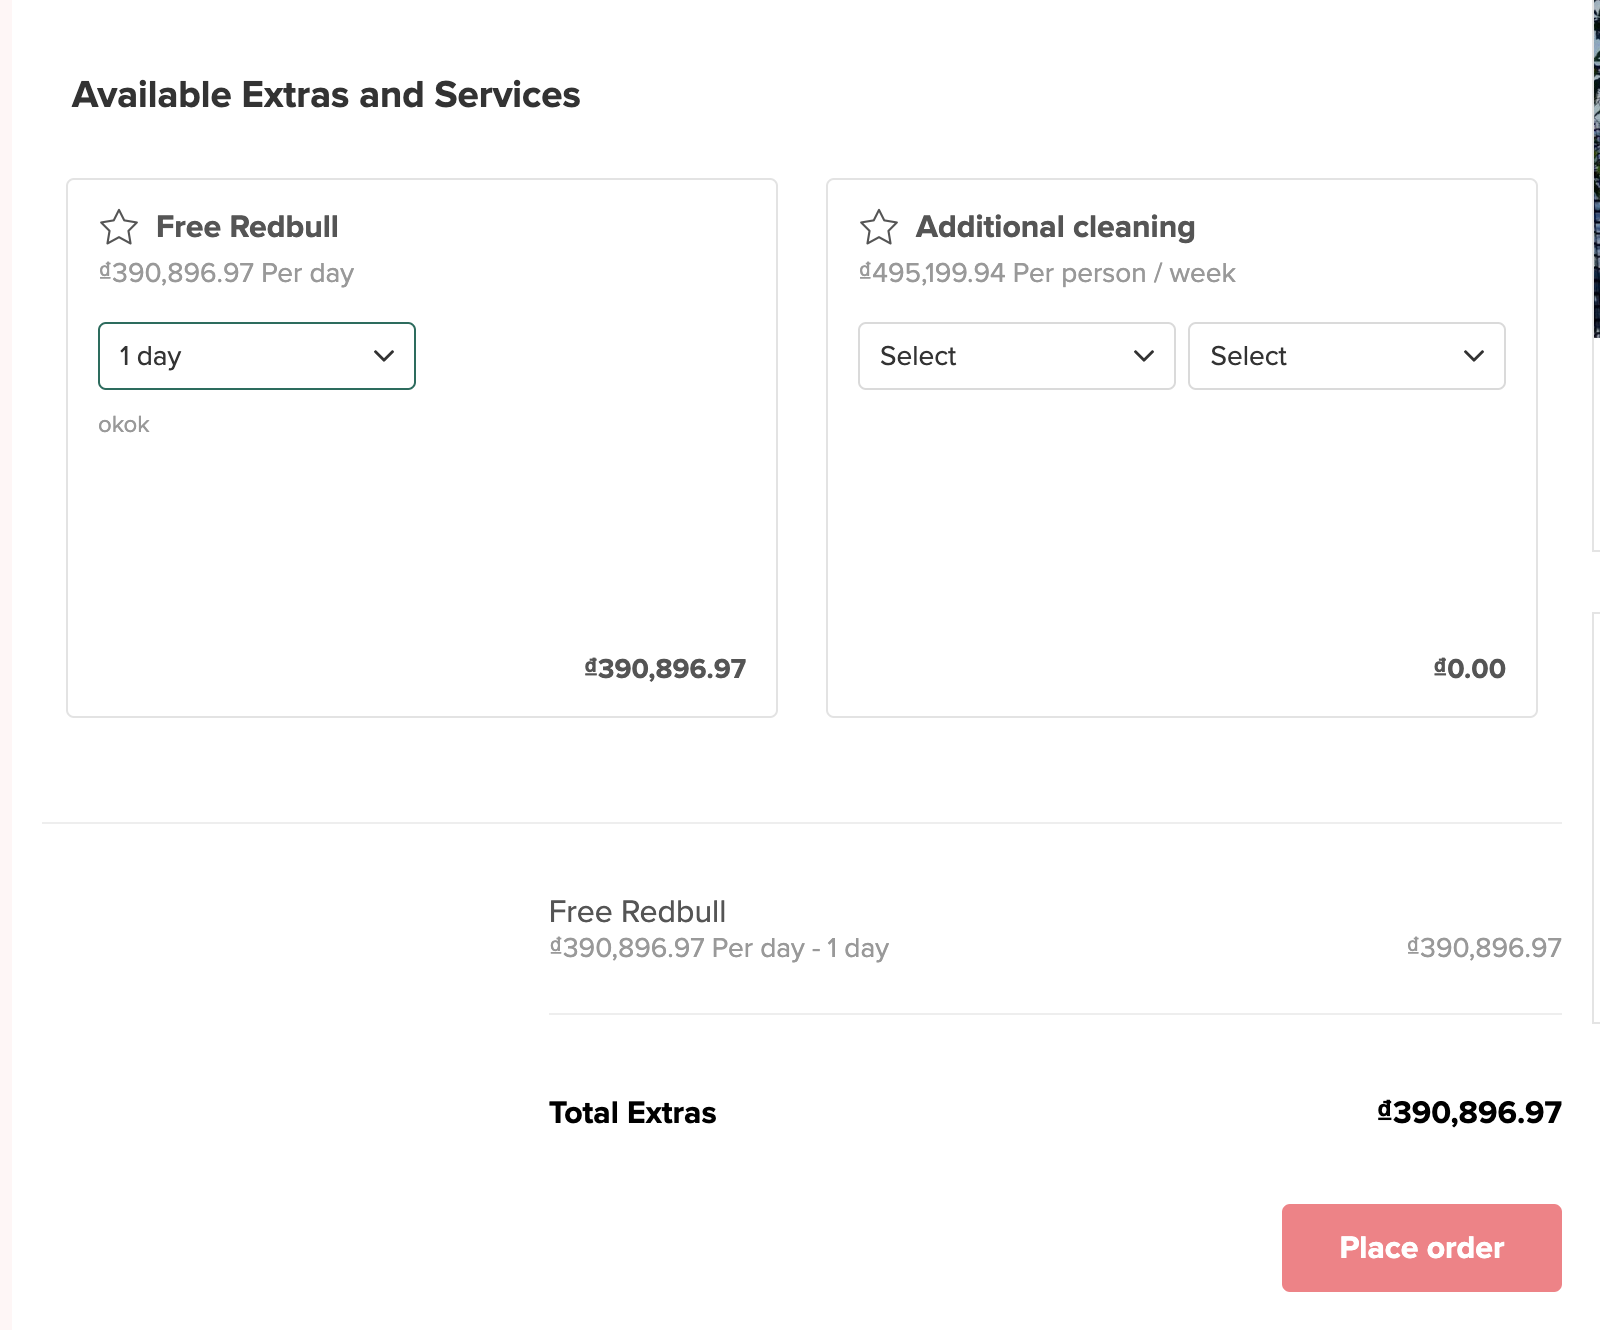 Available Extras and Services
Free Redbull
₫390,896.97 Per day
1 day
okok
₫390,896.97
Additional cleaning
₫495,199.94 Per person / week
Select Select
₫0.00
Free Redbull
₫390,896.97 Per day - 1 day ₫390,896.97
Total Extras ₫390,896.97
Place order